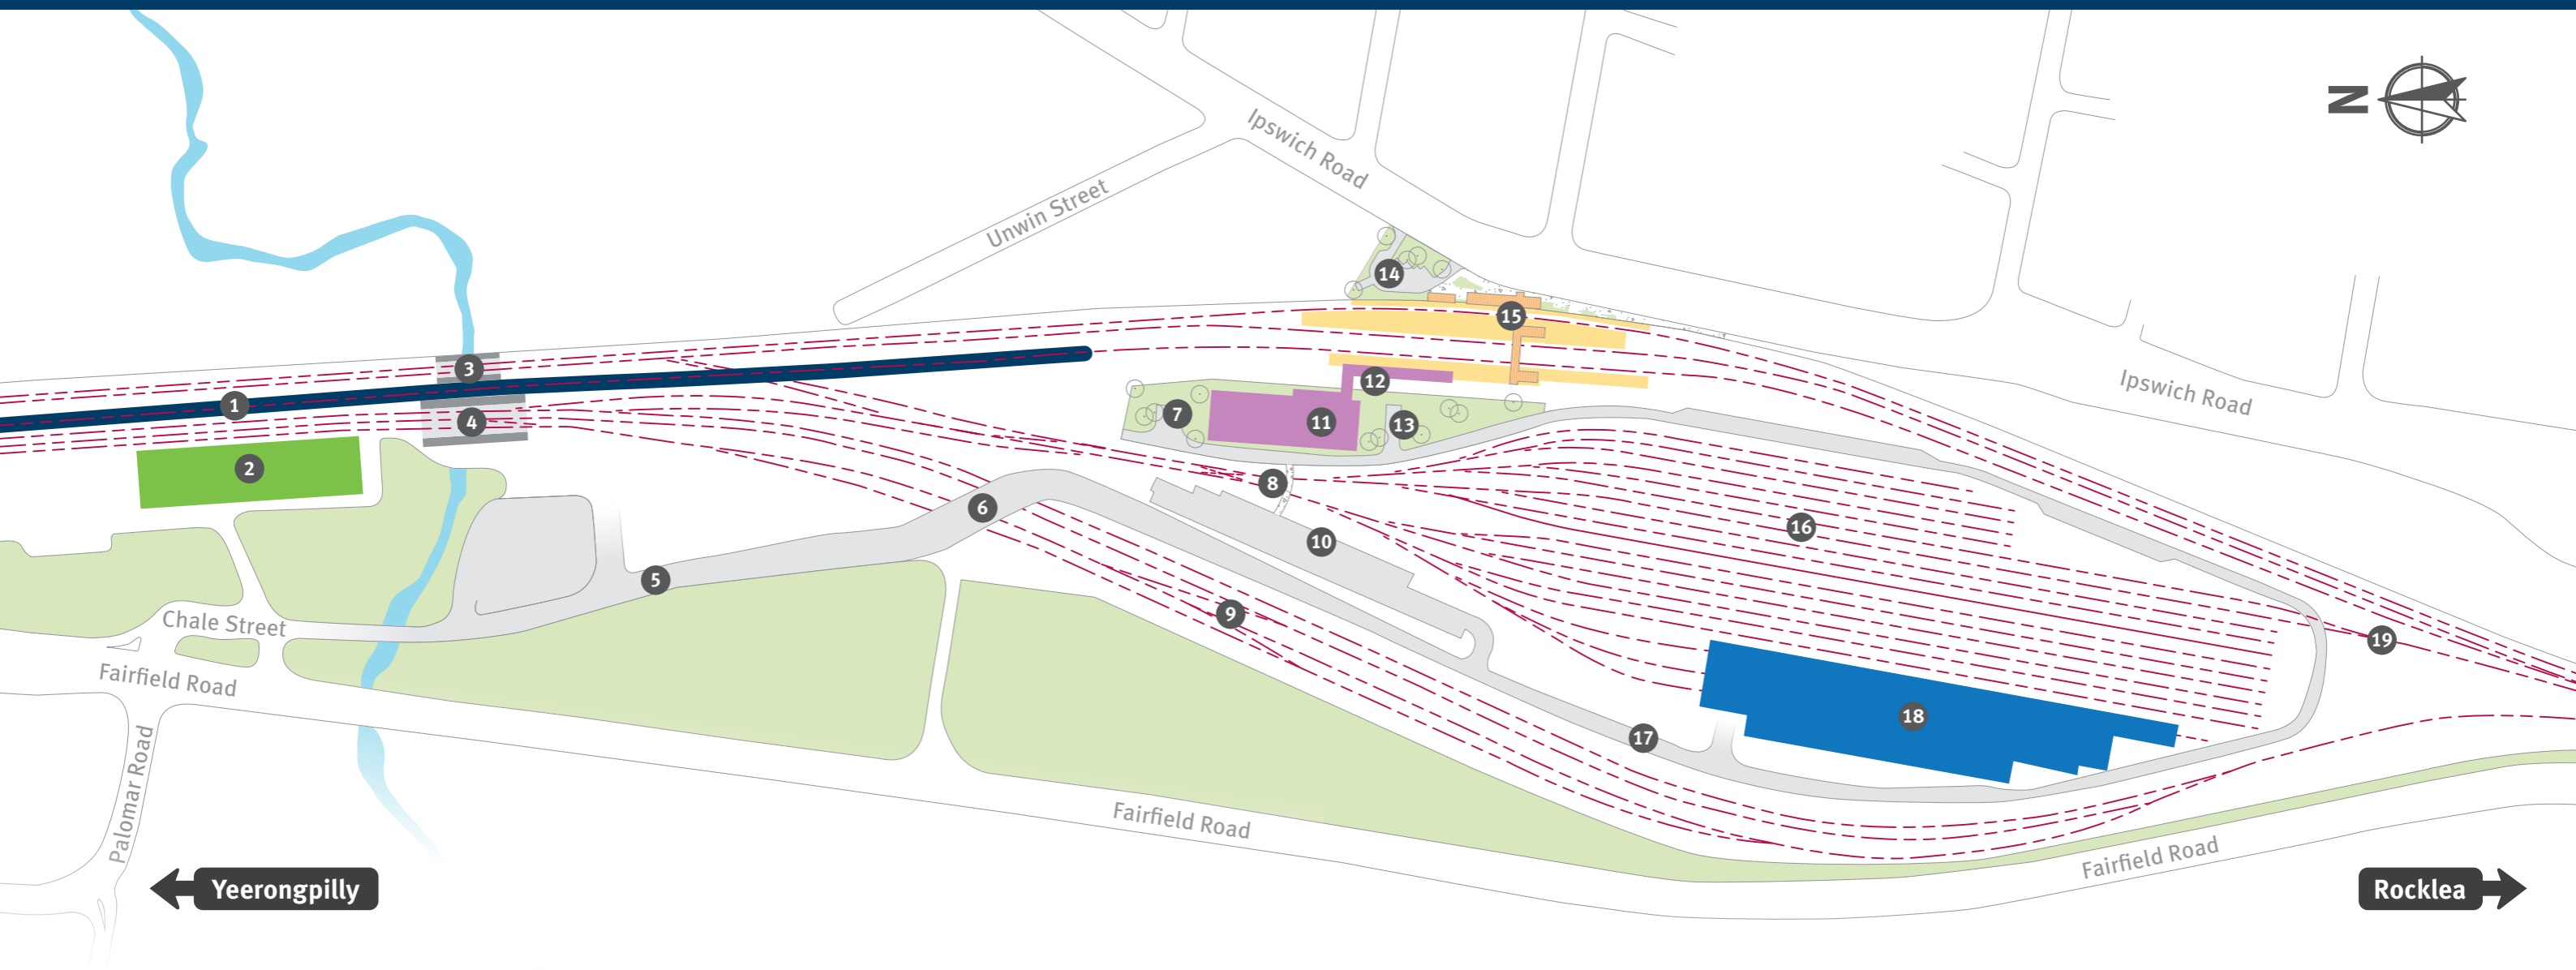 N
Ipswich Road
Unwin Street
14
15
3
12
Ipswich Road
1
7
11
13
4
2
8
6
16
10
5
9
Chale Street
19
Fairfield Road
18
17
Palomar Road
Fairfield Road
Fairfield Road
Yeerongpilly
Rocklea